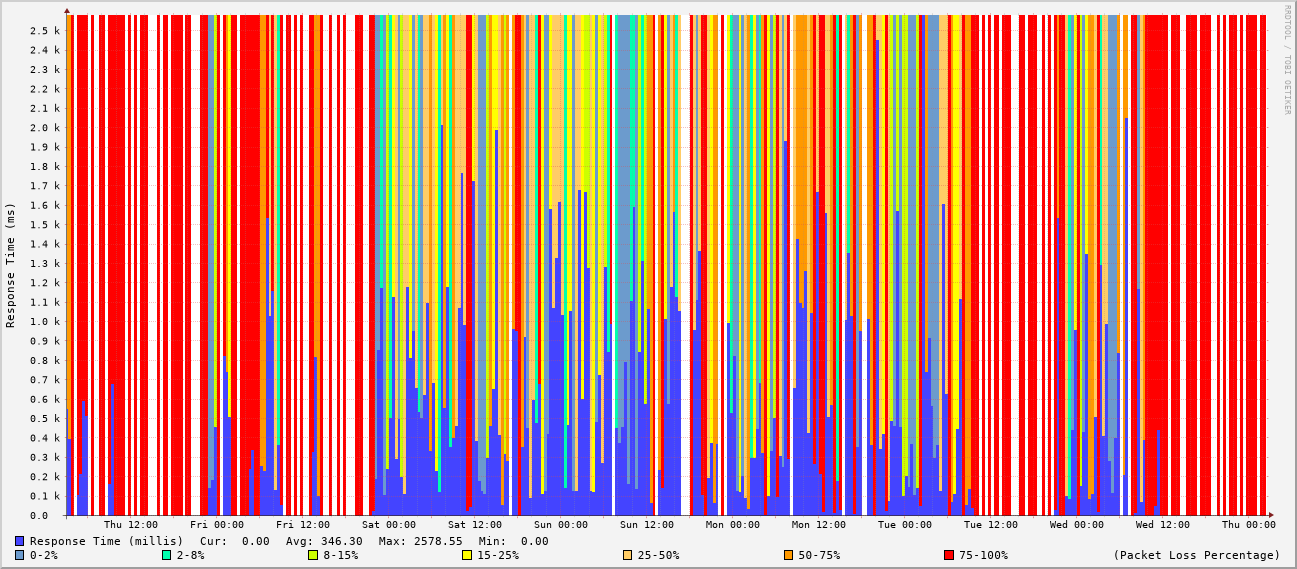 2.5 k
2.4 k
2.3 k
2.2 k
2.1 k
2.0 k
1.9 k
1.8 k
1.7 k
1.6 k
1.5 k
1.4 k
1.3 k
1.2 k
1.1 k
1.0 k
0.9 k
0.8 k
0.7 k
0.6 k
0.5 k
0.4 k
0.3 k
0.2 k
0.1 k
0.0
Response Time (ms)
RRDTOOL / TOBI OETIKER
Thu 12:00 Fri 00:00 Fri 12:00 Sat 00:00 Sat 12:00 Sun 00:00 Sun 12:00 Mon 00:00 Mon 12:00 Tue 00:00 Tue 12:00 Wed 00:00 Wed 12:00 Thu 00:00
Response Time (millis) Cur: 0.00 Avg: 346.30 Max: 2578.55 Min: 0.00
0-2% 2-8% 8-15% 15-25% 25-50% 50-75% 75-100% (Packet Loss Percentage)